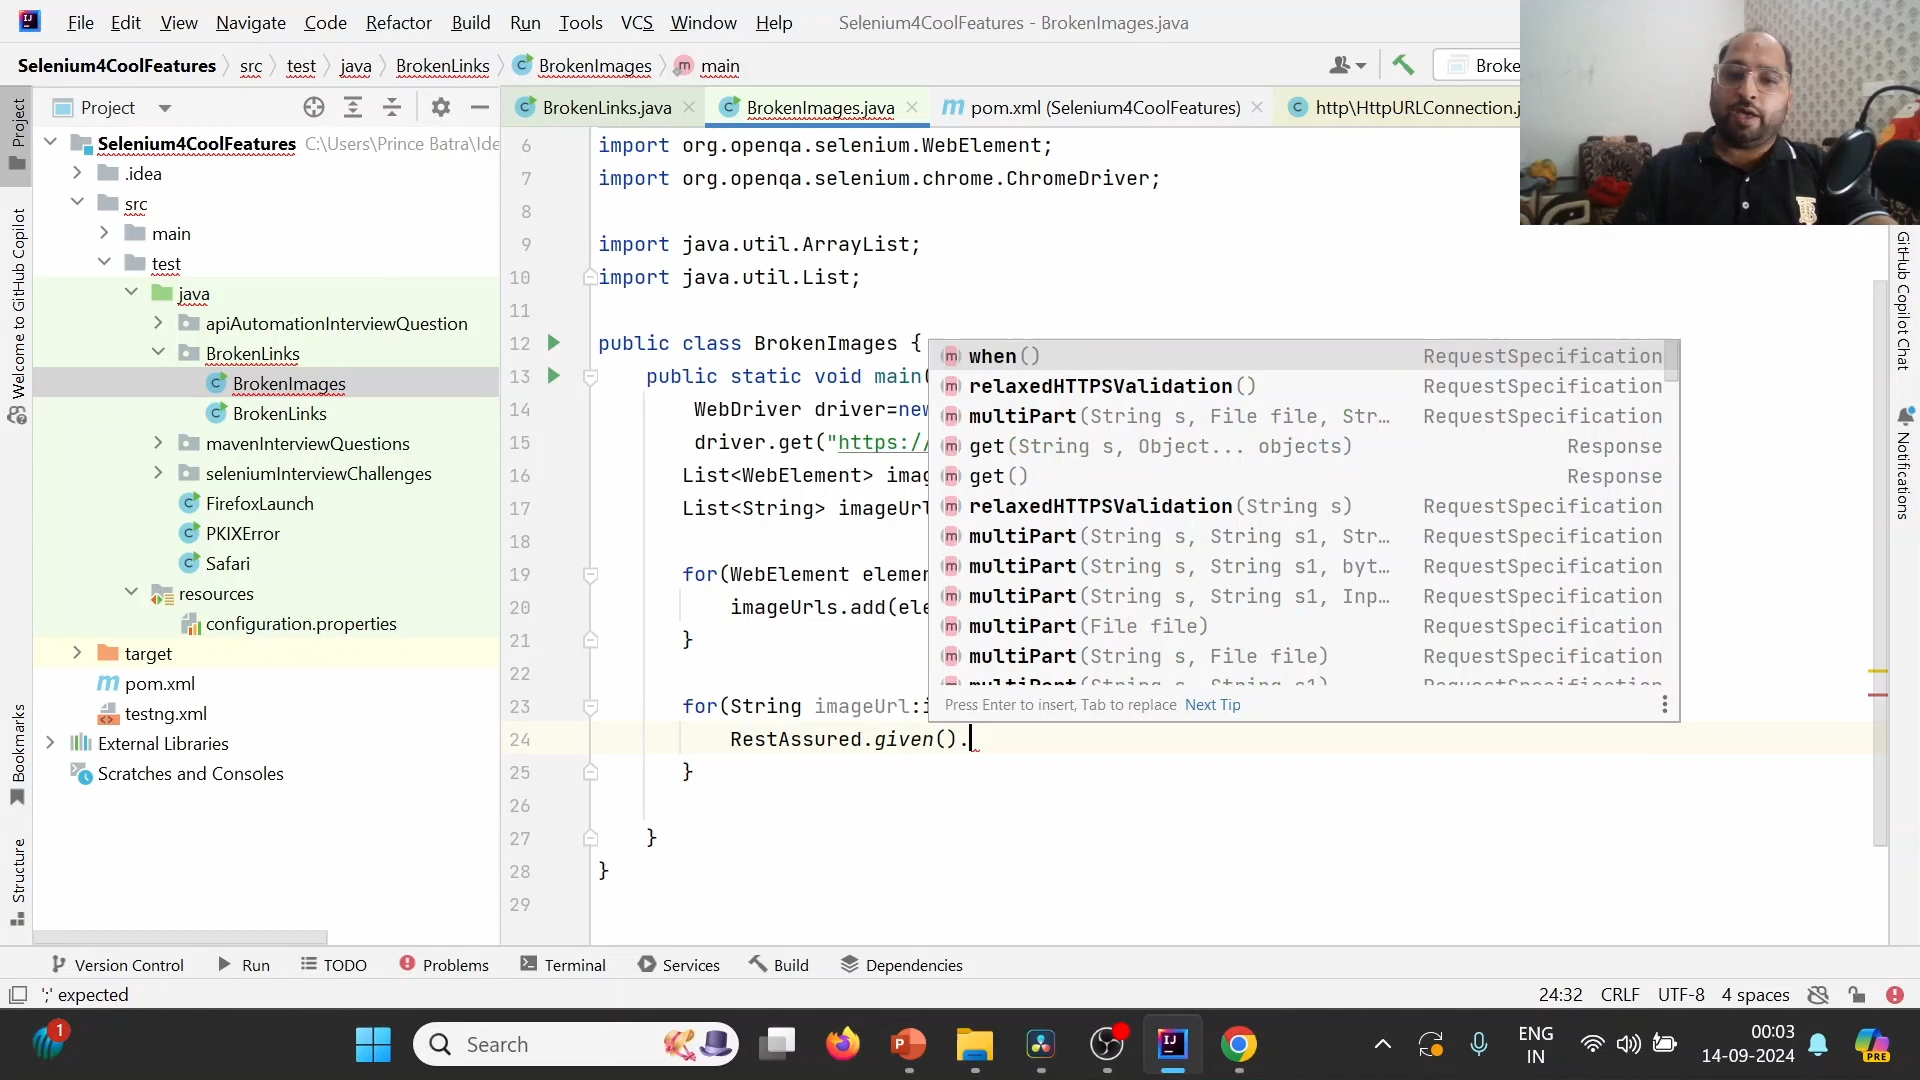 File Edit View Navigate Code Refactor Build Run Tools VCS Window Help Selenium4CoolFeatures - BrokenImages.java
Selenium4CoolFeatures src test java BrokenLinks BrokenImages main Broke
Project
BrokenLinks.java BrokenImages.java pom.xml (Selenium4CoolFeatures) http\HttpURLConnection.j
Selenium4CoolFeatures C:\Users\Prince Batra\Ide
.idea
src
main
test
java
apiAutomationInterviewQuestion
BrokenLinks
BrokenImages
BrokenLinks
mavenInterviewQuestions
seleniumInterviewChallenges
FirefoxLaunch
PKIXError
Safari
resources
configuration.properties
target
pom.xml
testng.xml
External Libraries
Scratches and Consoles
Project
Welcome to GitHub Copilot
Bookmarks
Structure
6 import org.openqa.selenium.WebElement;
7 import org.openqa.selenium.chrome.ChromeDriver;
8
9 import java.util.ArrayList;
10 import java.util.List;
11
12 public class BrokenImages {
13 public static void main(
14 WebDriver driver=new
15 driver.get("https://
16 List<WebElement> imag
17 List<String> imageUrl
18
19 for(WebElement elemen
20 imageUrls.add(ele
21 }
22
23 for(String imageUrl:i
24 RestAssured.given().
25 }
26
27 }
28 }
29
when() RequestSpecification
relaxedHTTPSValidation() RequestSpecification
multiPart(String s, File file, Str… RequestSpecification
get(String s, Object... objects) Response
get() Response
relaxedHTTPSValidation(String s) RequestSpecification
multiPart(String s, String s1, Str… RequestSpecification
multiPart(String s, String s1, byt… RequestSpecification
multiPart(String s, String s1, Inp… RequestSpecification
multiPart(File file) RequestSpecification
multiPart(String s, File file) RequestSpecification
multiPart(String s, String s1) RequestSpecification
Press Enter to insert, Tab to replace Next Tip
GitHub Copilot Chat
Notifications
Version Control Run TODO Problems Terminal Services Build Dependencies
';' expected 24:32 CRLF UTF-8 4 spaces
1 Search ENG 00:03
IN 14-09-2024 PRE